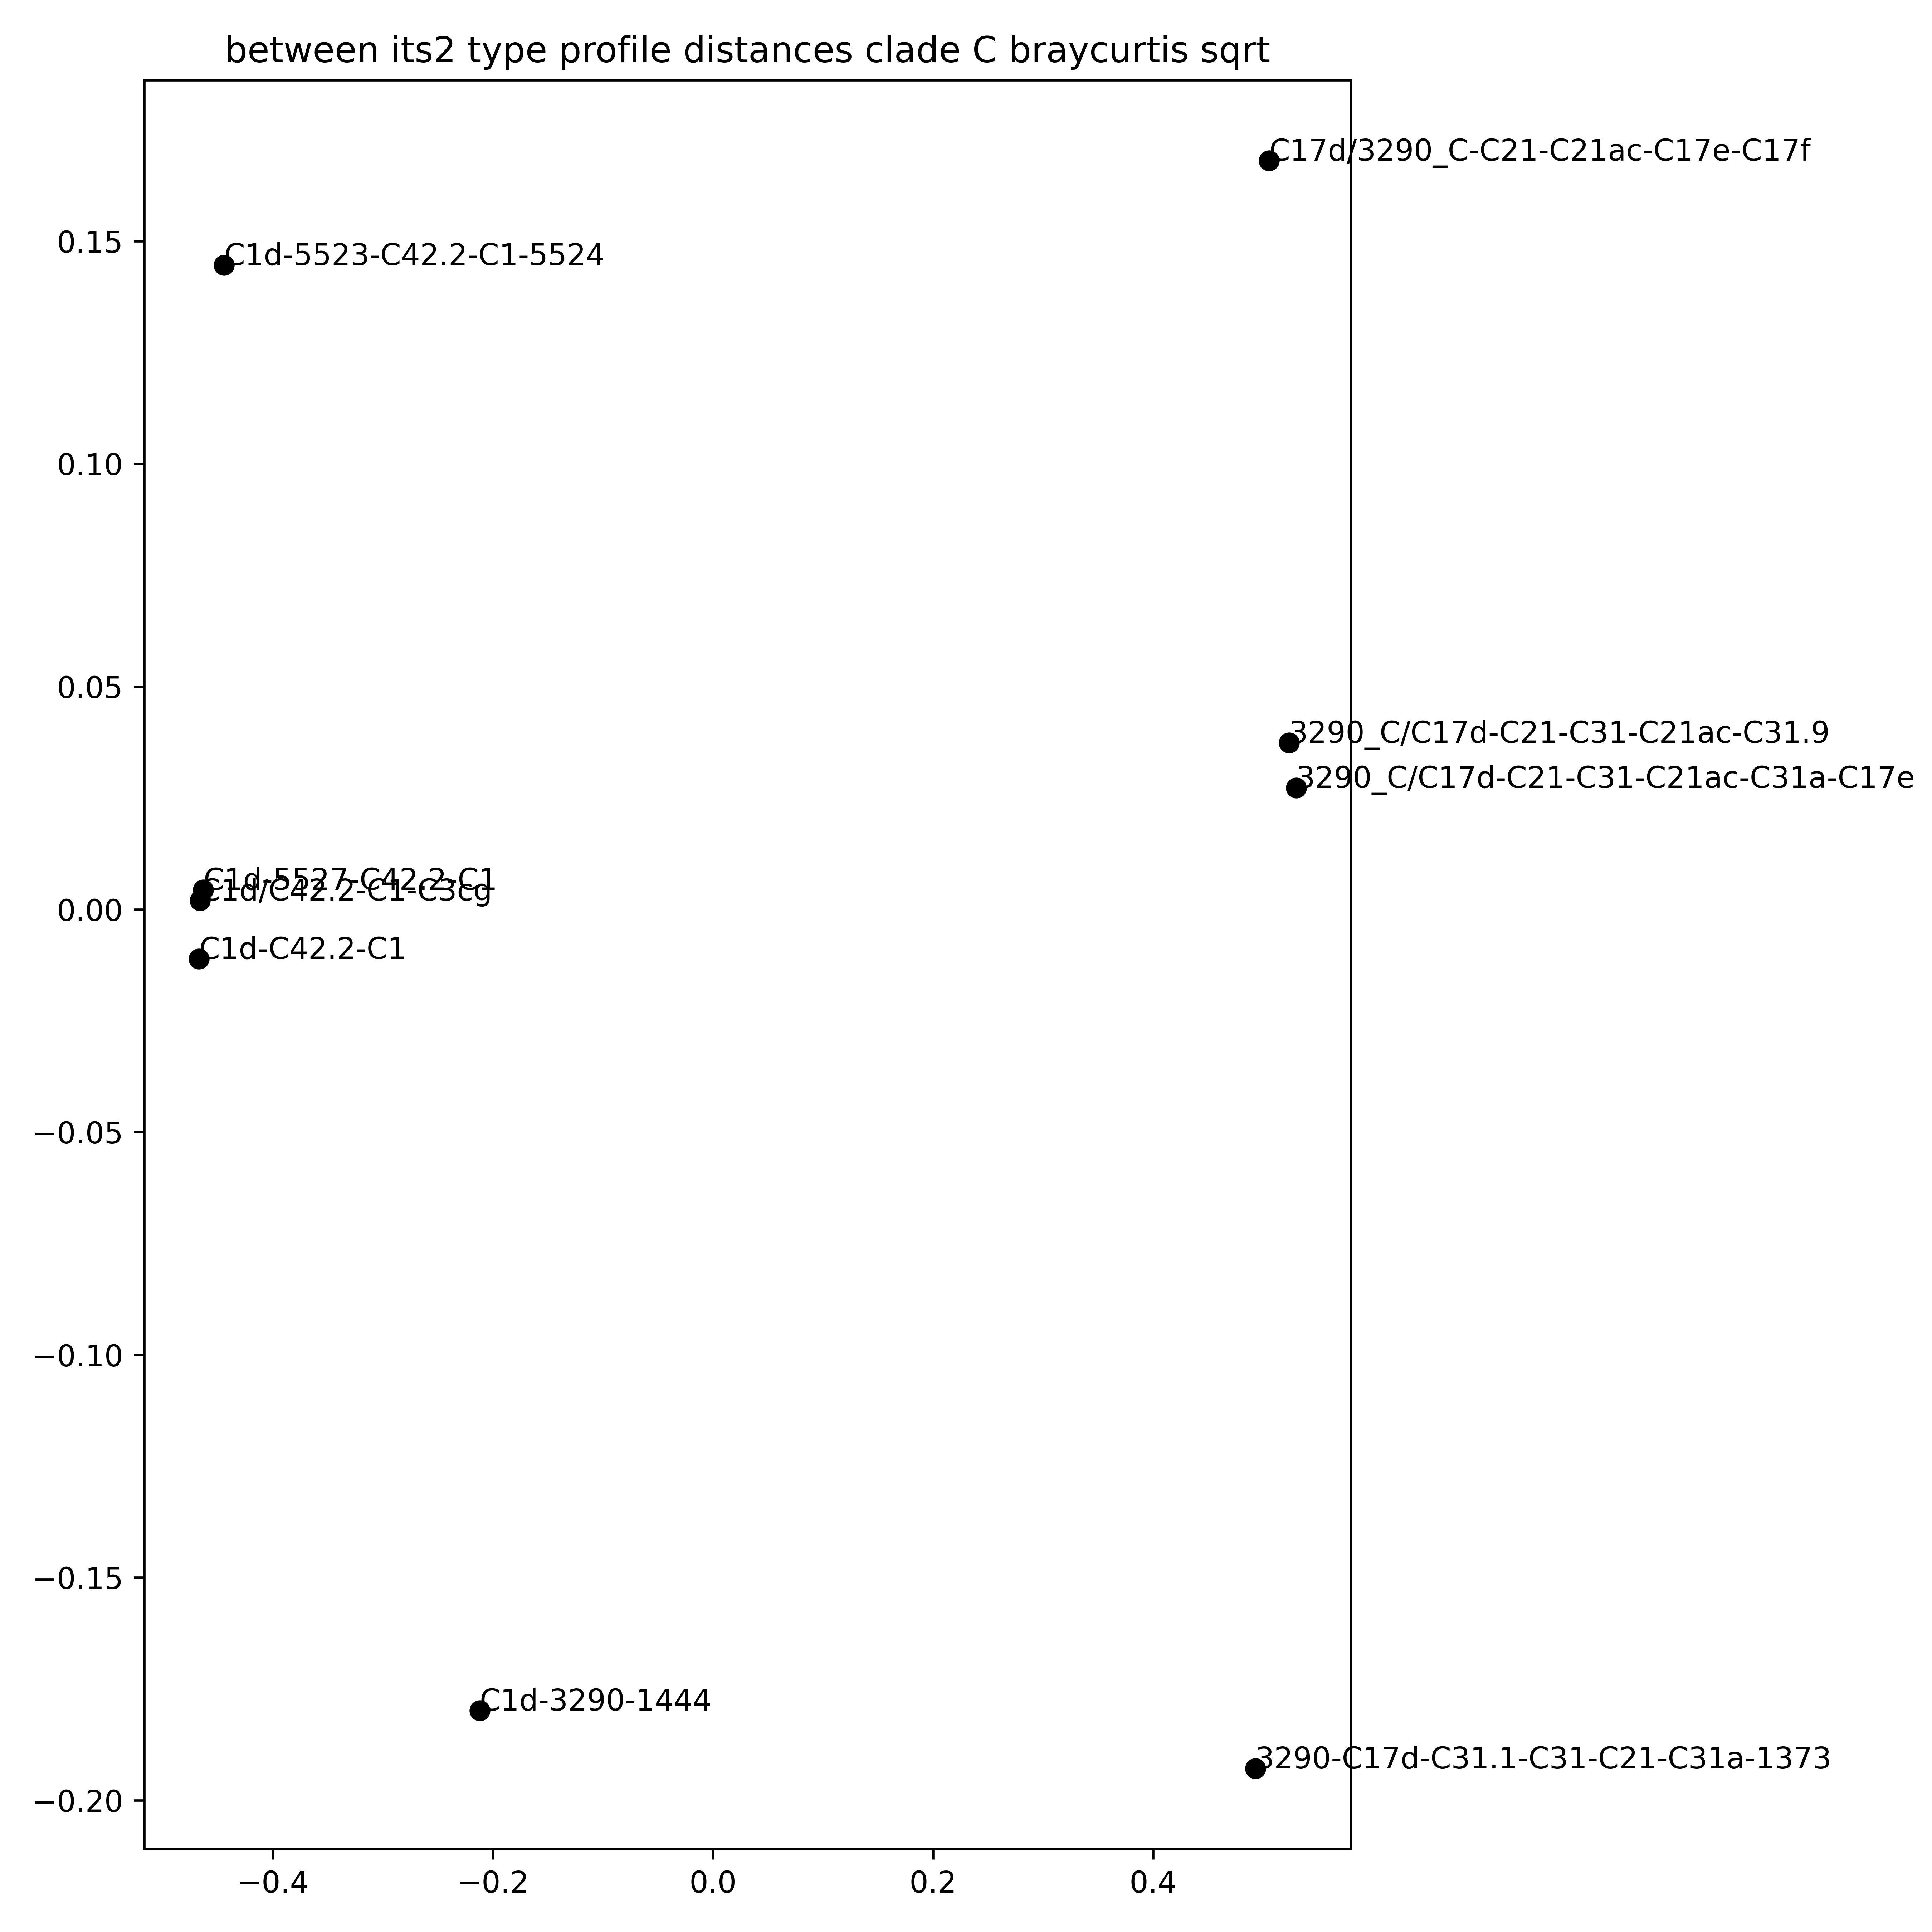 between its2 type profile distances clade C braycurtis sqrt
C17d/3290_C-C21-C21ac-C17e-C17f
0.15
C1d-5523-C42.2-C1-5524
0.10
0.05
3290_C/C17d-C21-C31-C21ac-C31.9
3290_C/C17d-C21-C31-C21ac-C31a-C17e
C1d-5527-C42.2-C1
C1d/C42.2-C1-C3cg
0.00
C1d-C42.2-C1
−0.05
−0.10
−0.15
C1d-3290-1444
3290-C17d-C31.1-C31-C21-C31a-1373
−0.20
−0.4 −0.2 0.0 0.2 0.4